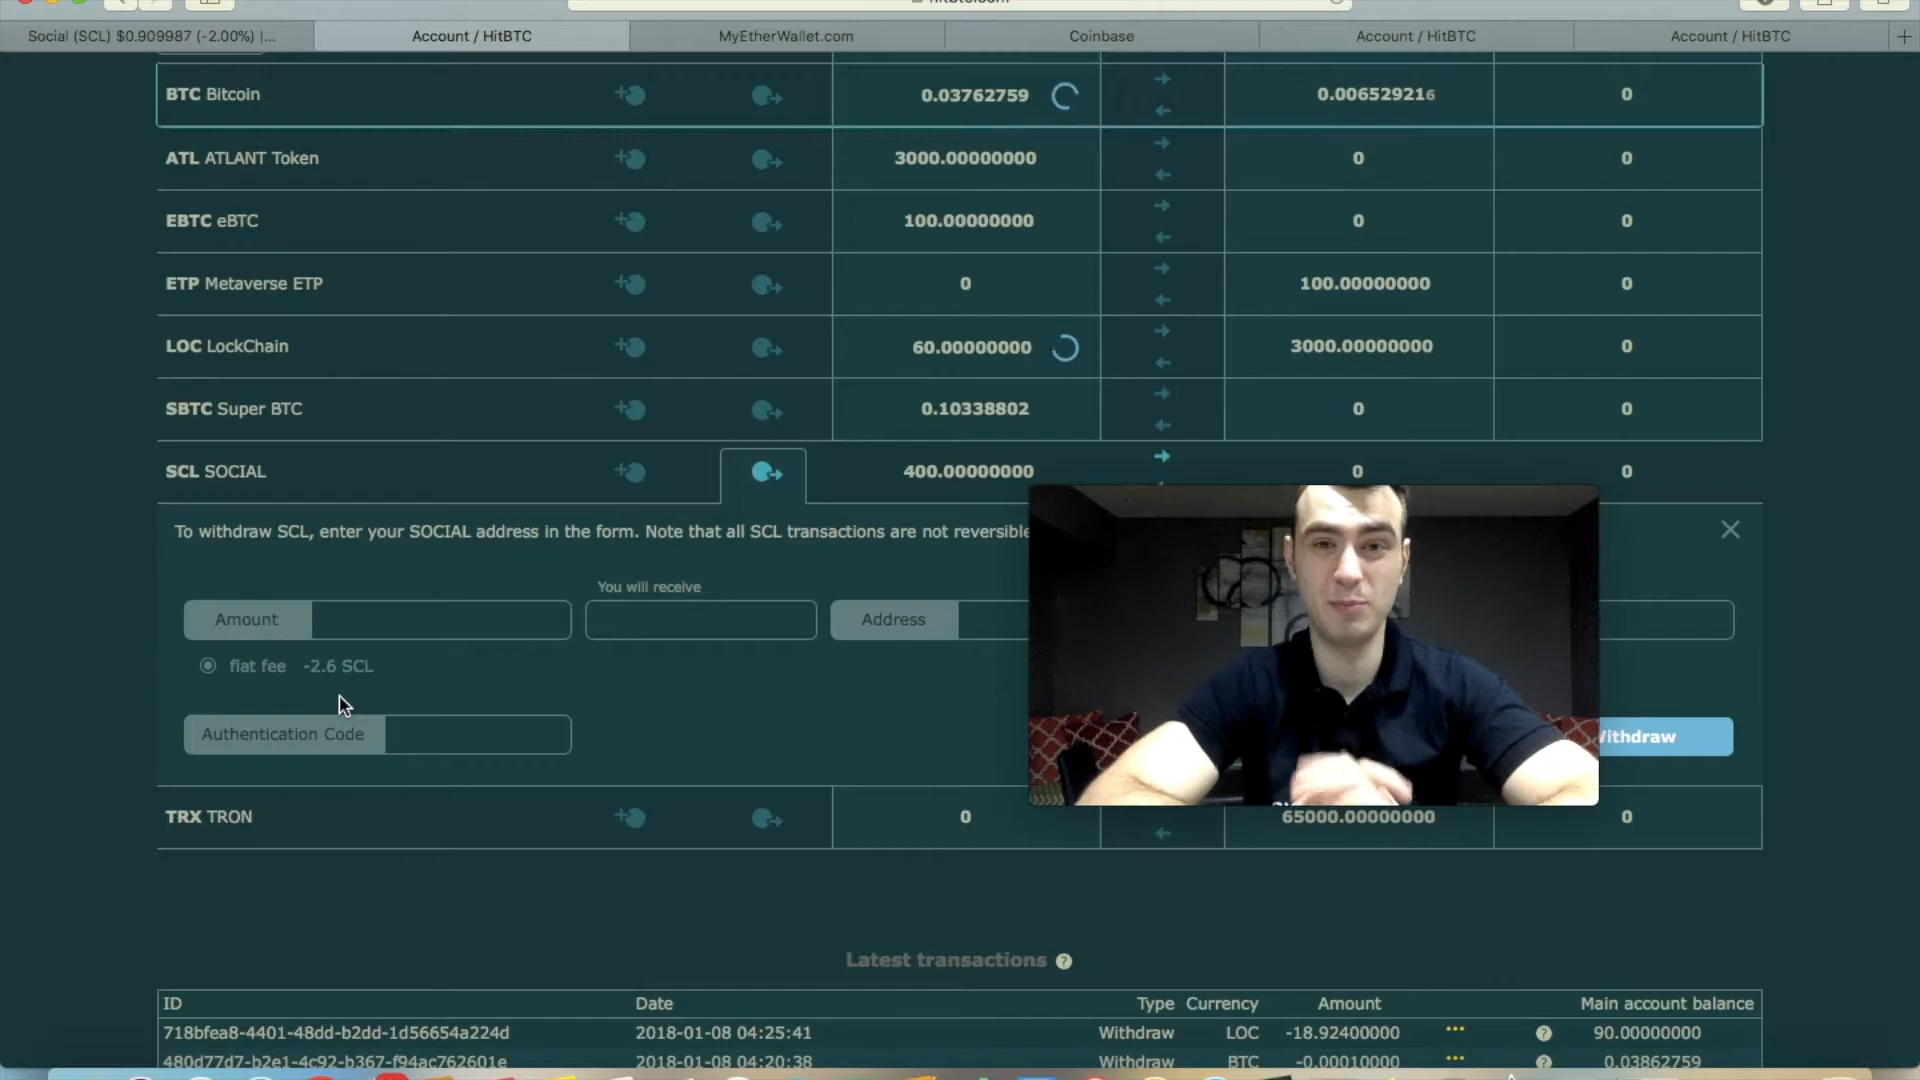 Social (SCL) $0.909987 (-2.00%) |...
Account / HitBTC
MyEtherWallet.com
Coinbase
Account / HitBTC
Account / HitBTC
BTC Bitcoin 0.03762759 0.006529216 0
ATL ATLANT Token 3000.00000000 0 0
EBTC eBTC 100.00000000 0 0
ETP Metaverse ETP 0 100.00000000 0
LOC LockChain 60.00000000 3000.00000000 0
SBTC Super BTC 0.10338802 0 0
SCL SOCIAL 400.00000000 0 0
To withdraw SCL, enter your SOCIAL address in the form. Note that all SCL transactions are not reversible
You will receive
Amount
Address
flat fee -2.6 SCL
Authentication Code
Withdraw
TRX TRON 0 65000.00000000 0
Latest transactions ?
ID Date Type Currency Amount Main account balance
718bfea8-4401-48dd-b2dd-1d56654a224d 2018-01-08 04:25:41 Withdraw LOC -18.92400000 ••• ? 90.00000000
480d77d7-b2e1-4c92-b367-f94ac762601e 2018-01-08 04:20:38 Withdraw BTC -0.00010000 ••• ? 0.03862759